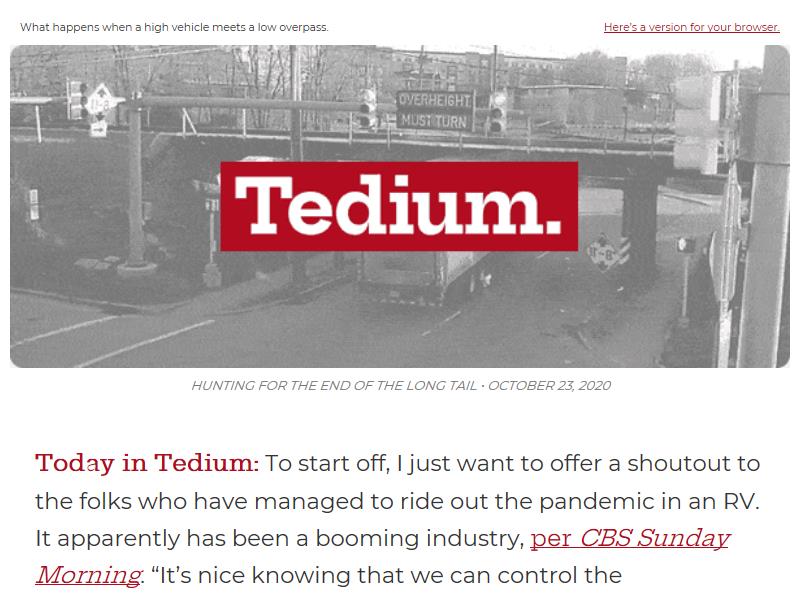 What happens when a high vehicle meets a low overpass.
Here's a version for your browser.
OVERHEIGHT
MUST TURN
11'-8"
Tedium.
11'-8"
HUNTING FOR THE END OF THE LONG TAIL • OCTOBER 23, 2020
Today in Tedium: To start off, I just want to offer a shoutout to
the folks who have managed to ride out the pandemic in an RV.
It apparently has been a booming industry, per CBS Sunday
Morning. “It’s nice knowing that we can control the